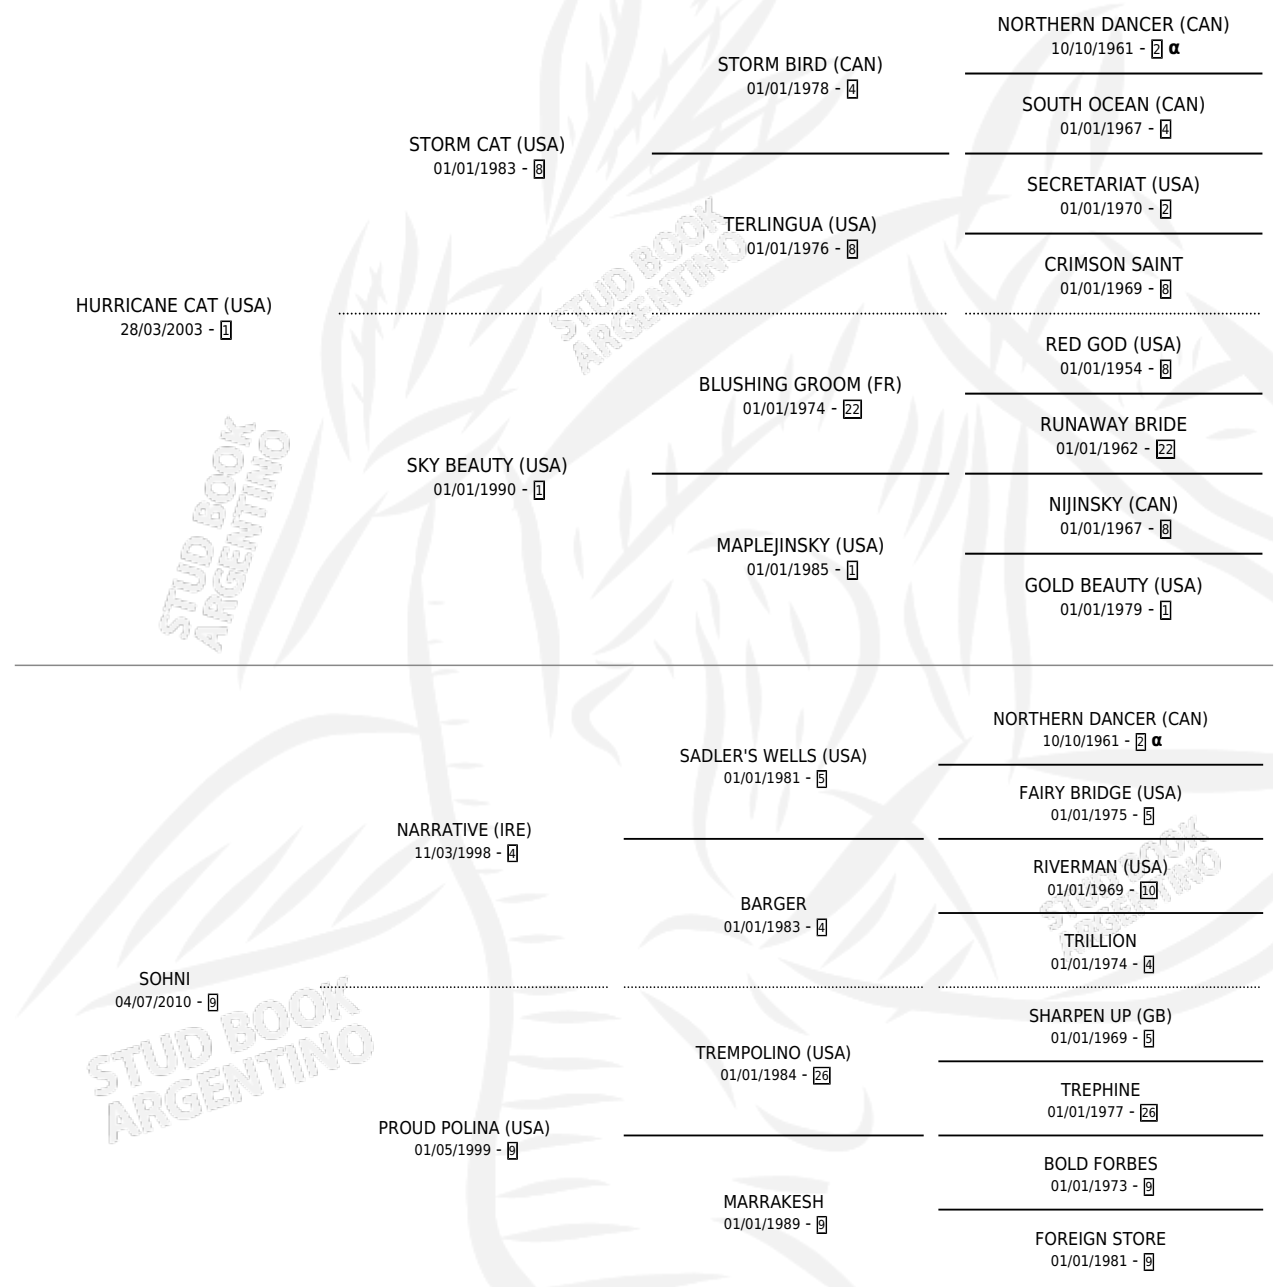 NORTHERN DANCER (CAN)
10/10/1961 - 2 α
STORM BIRD (CAN)
01/01/1978 - 4
SOUTH OCEAN (CAN)
01/01/1967 - 4
STORM CAT (USA)
01/01/1983 - 8
SECRETARIAT (USA)
01/01/1970 - 2
TERLINGUA (USA)
01/01/1976 - 8
CRIMSON SAINT
01/01/1969 - 8
HURRICANE CAT (USA)
28/03/2003 - 1
RED GOD (USA)
01/01/1954 - 8
BLUSHING GROOM (FR)
01/01/1974 - 22
RUNAWAY BRIDE
01/01/1962 - 22
SKY BEAUTY (USA)
01/01/1990 - 1
NIJINSKY (CAN)
01/01/1967 - 8
MAPLEJINSKY (USA)
01/01/1985 - 1
GOLD BEAUTY (USA)
01/01/1979 - 1
NORTHERN DANCER (CAN)
10/10/1961 - 2 α
SADLER'S WELLS (USA)
01/01/1981 - 5
FAIRY BRIDGE (USA)
01/01/1975 - 5
NARRATIVE (IRE)
11/03/1998 - 4
RIVERMAN (USA)
01/01/1969 - 10
BARGER
01/01/1983 - 4
TRILLION
01/01/1974 - 4
SOHNI
04/07/2010 - 9
SHARPEN UP (GB)
01/01/1969 - 5
TREMPOLINO (USA)
01/01/1984 - 26
TREPHINE
01/01/1977 - 26
PROUD POLINA (USA)
01/05/1999 - 9
BOLD FORBES
01/01/1973 - 9
MARRAKESH
01/01/1989 - 9
FOREIGN STORE
01/01/1981 - 9
STUD BOOK
ARGENTINO
STUD BOOK
ARGENTINO
STUD BOOK
ARGENTINO
STUD BOOK
ARGENTINO